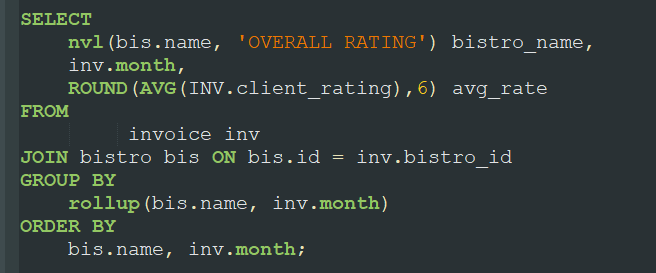 SELECT
    nvl(bis.name, 'OVERALL RATING') bistro_name,
    inv.month,
    ROUND(AVG(INV.client_rating),6) avg_rate
FROM
         invoice inv
JOIN bistro bis ON bis.id = inv.bistro_id
GROUP BY
    rollup(bis.name, inv.month)
ORDER BY
    bis.name, inv.month;